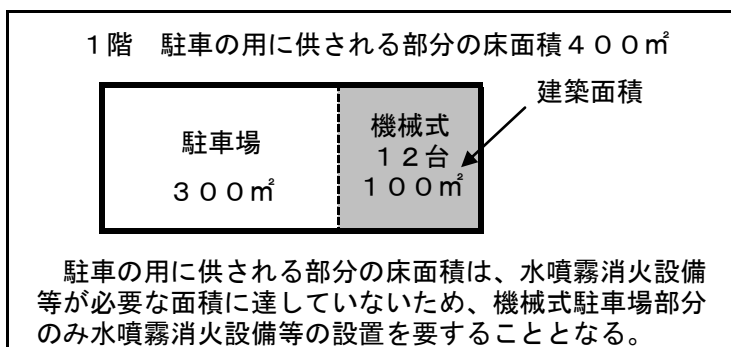 １階　駐車の用に供される部分の床面積４００㎡
建築面積
駐車場
３００㎡
機械式
１２台
１００㎡
　駐車の用に供される部分の床面積は、水噴霧消火設備
等が必要な面積に達していないため、機械式駐車場部分
のみ水噴霧消火設備等の設置を要することとなる。